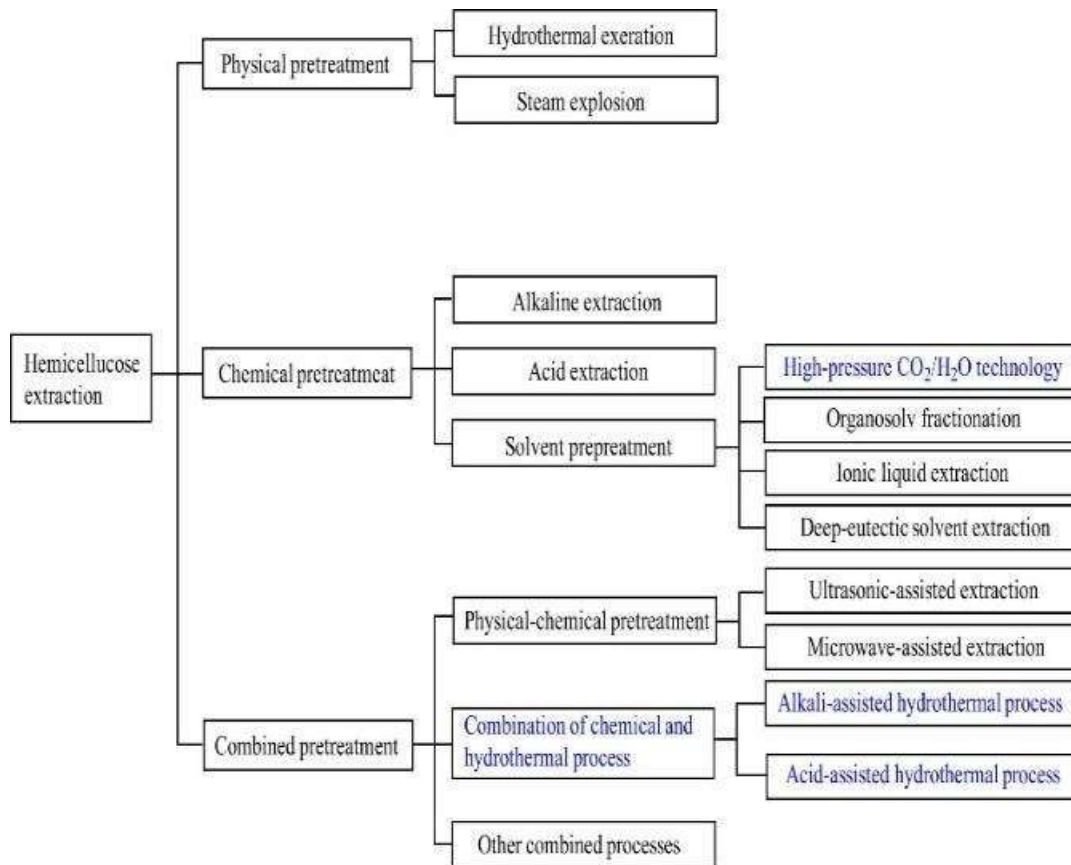 Hydrothermal exeration
Physical pretreatment
Steam explosion
Alkaline extraction
Hemicellucose
extraction
Chemical pretreatmeat
Acid extraction
High-pressure CO₂/H₂O technology
Organosolv fractionation
Solvent prepreatment
Ionic liquid extraction
Deep-eutectic solvent extraction
Ultrasonic-assisted extraction
Physical-chemical pretreatment
Microwave-assisted extraction
Alkali-assisted hydrothermal process
Combined pretreatment
Combination of chemical and
hydrothermal process
Acid-assisted hydrothermal process
Other combined processes